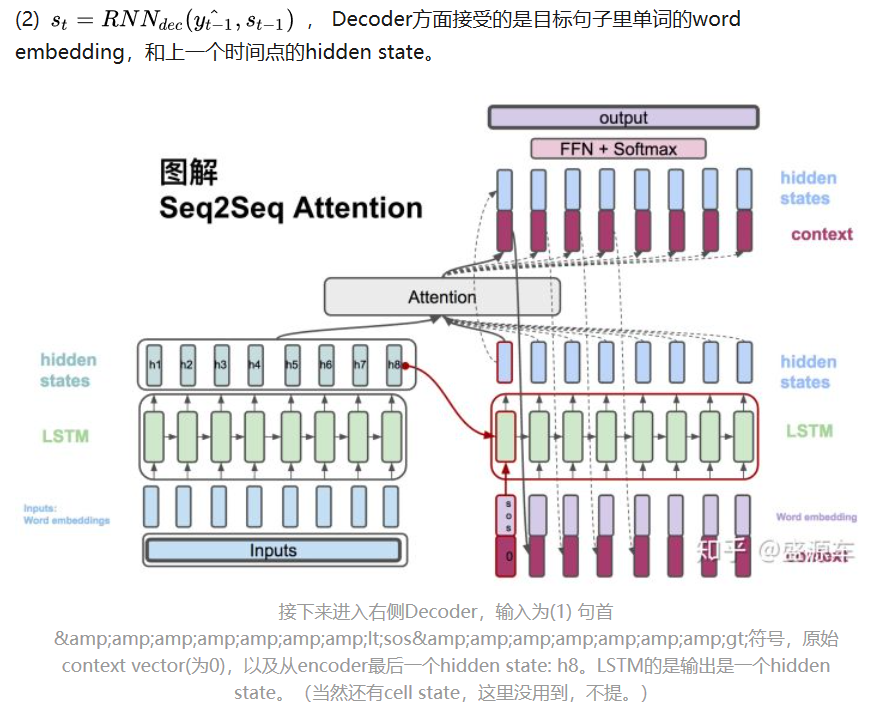 (2) $s_t = RNN_{dec}(\hat{y_{t-1}}, s_{t-1})$ ， Decoder方面接受的是目标句子里单词的word
embedding，和上一个时间点的hidden state。
output
FFN + Softmax
图解
Seq2Seq Attention
hidden
states
context
Attention
hidden
states
h1 h2 h3 h4 h5 h6 h7 h8
hidden
states
LSTM
LSTM
Inputs:
Word embeddings
sos
Word embedding
Inputs
0
context
知乎 @盛源车
接下来进入右侧Decoder，输入为(1) 句首
&amp;amp;amp;amp;amp;amp;amp;lt;sos&amp;amp;amp;amp;amp;amp;amp;gt;符号，原始
context vector(为0)，以及从encoder最后一个hidden state: h8。LSTM的是输出是一个hidden
state。（当然还有cell state，这里没用到，不提。）